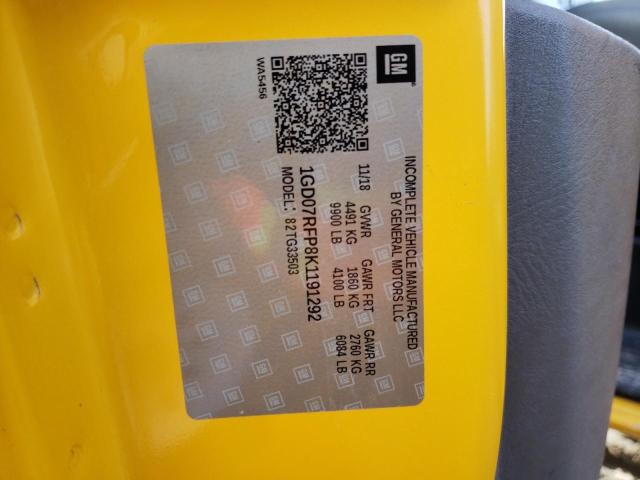 GM
INCOMPLETE VEHICLE MANUFACTURED
BY GENERAL MOTORS LLC
11/18 GVWR GAWR FRT GAWR RR
4491 KG 1860 KG 2760 KG
9900 LB 4100 LB 6084 LB
1GD07RFP8K1191292
MODEL: 82TG33503
WA5456